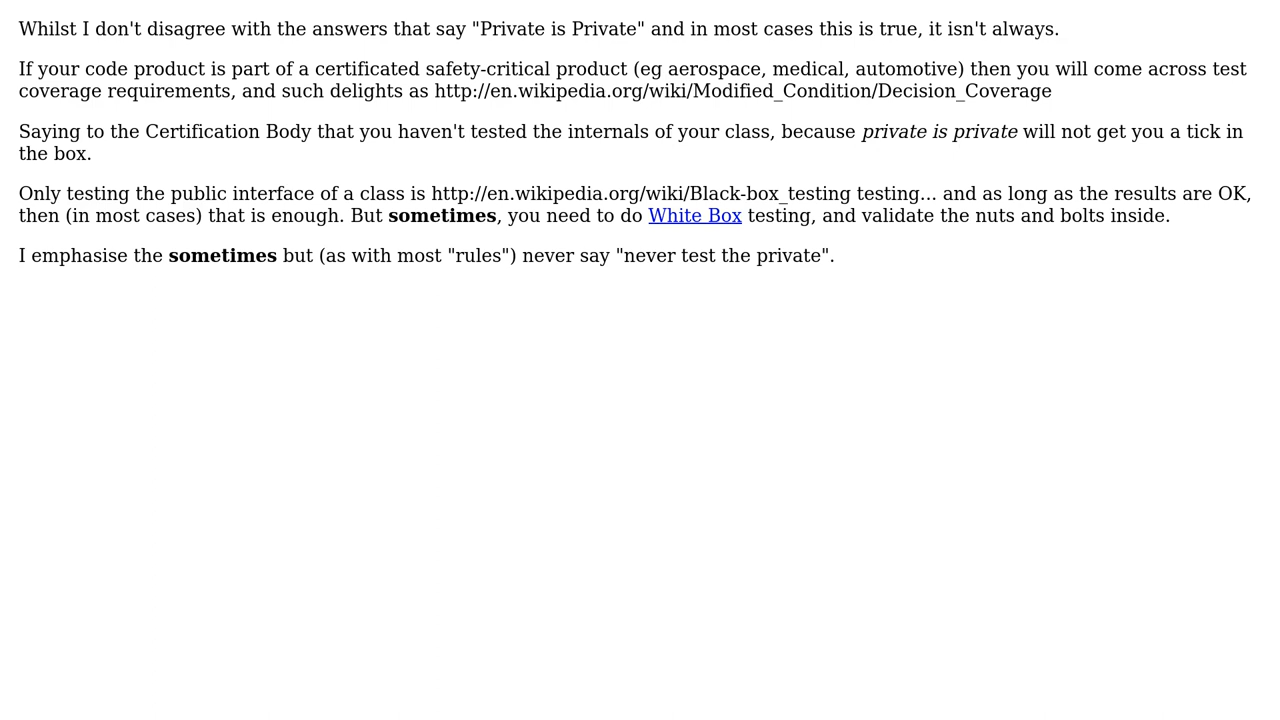 Whilst I don't disagree with the answers that say "Private is Private" and in most cases this is true, it isn't always.
If your code product is part of a certificated safety-critical product (eg aerospace, medical, automotive) then you will come across test
coverage requirements, and such delights as http://en.wikipedia.org/wiki/Modified_Condition/Decision_Coverage
Saying to the Certification Body that you haven't tested the internals of your class, because private is private will not get you a tick in
the box.
Only testing the public interface of a class is http://en.wikipedia.org/wiki/Black-box_testing testing... and as long as the results are OK,
then (in most cases) that is enough. But sometimes, you need to do White Box testing, and validate the nuts and bolts inside.
I emphasise the sometimes but (as with most "rules") never say "never test the private".